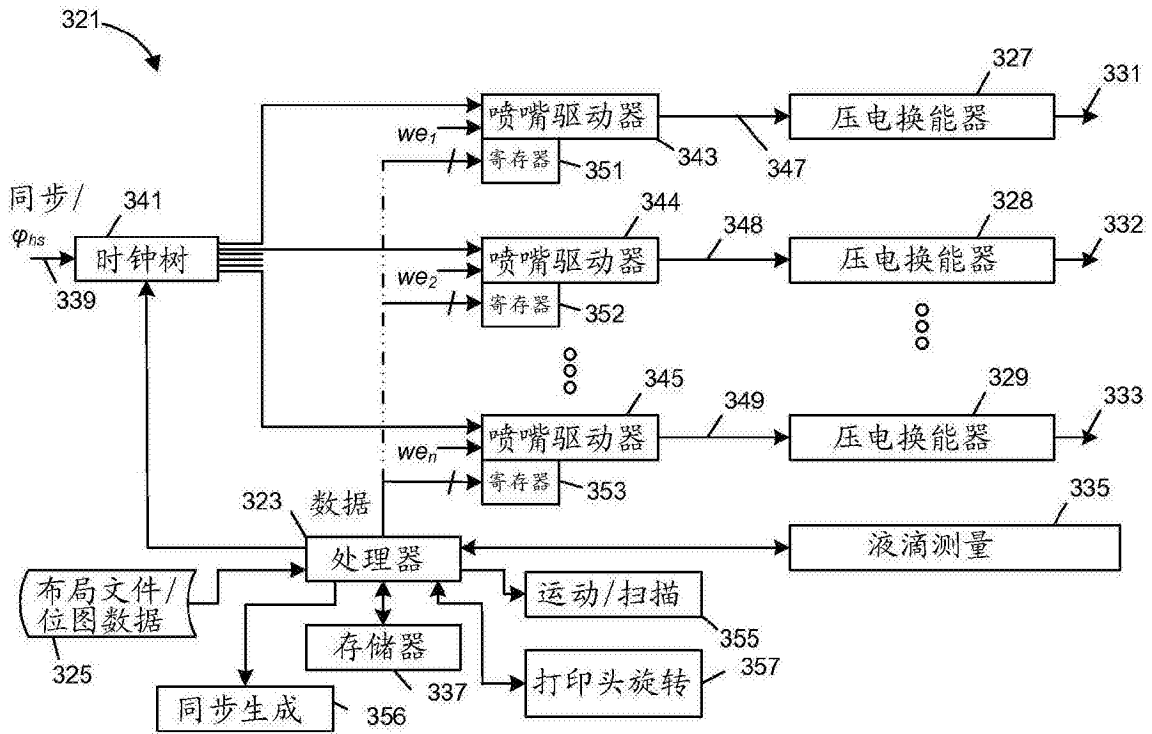 321
327
331
喷嘴驱动器
压电换能器
we1
寄存器
343
351
347
同步/
φhs
341
344
328
332
348
时钟树
喷嘴驱动器
压电换能器
we2
寄存器
339
352
345
329
333
349
喷嘴驱动器
压电换能器
wen
寄存器
353
数据
323
335
处理器
液滴测量
布局文件/
位图数据
运动/扫描
355
325
存储器
337
打印头旋转
357
同步生成
356